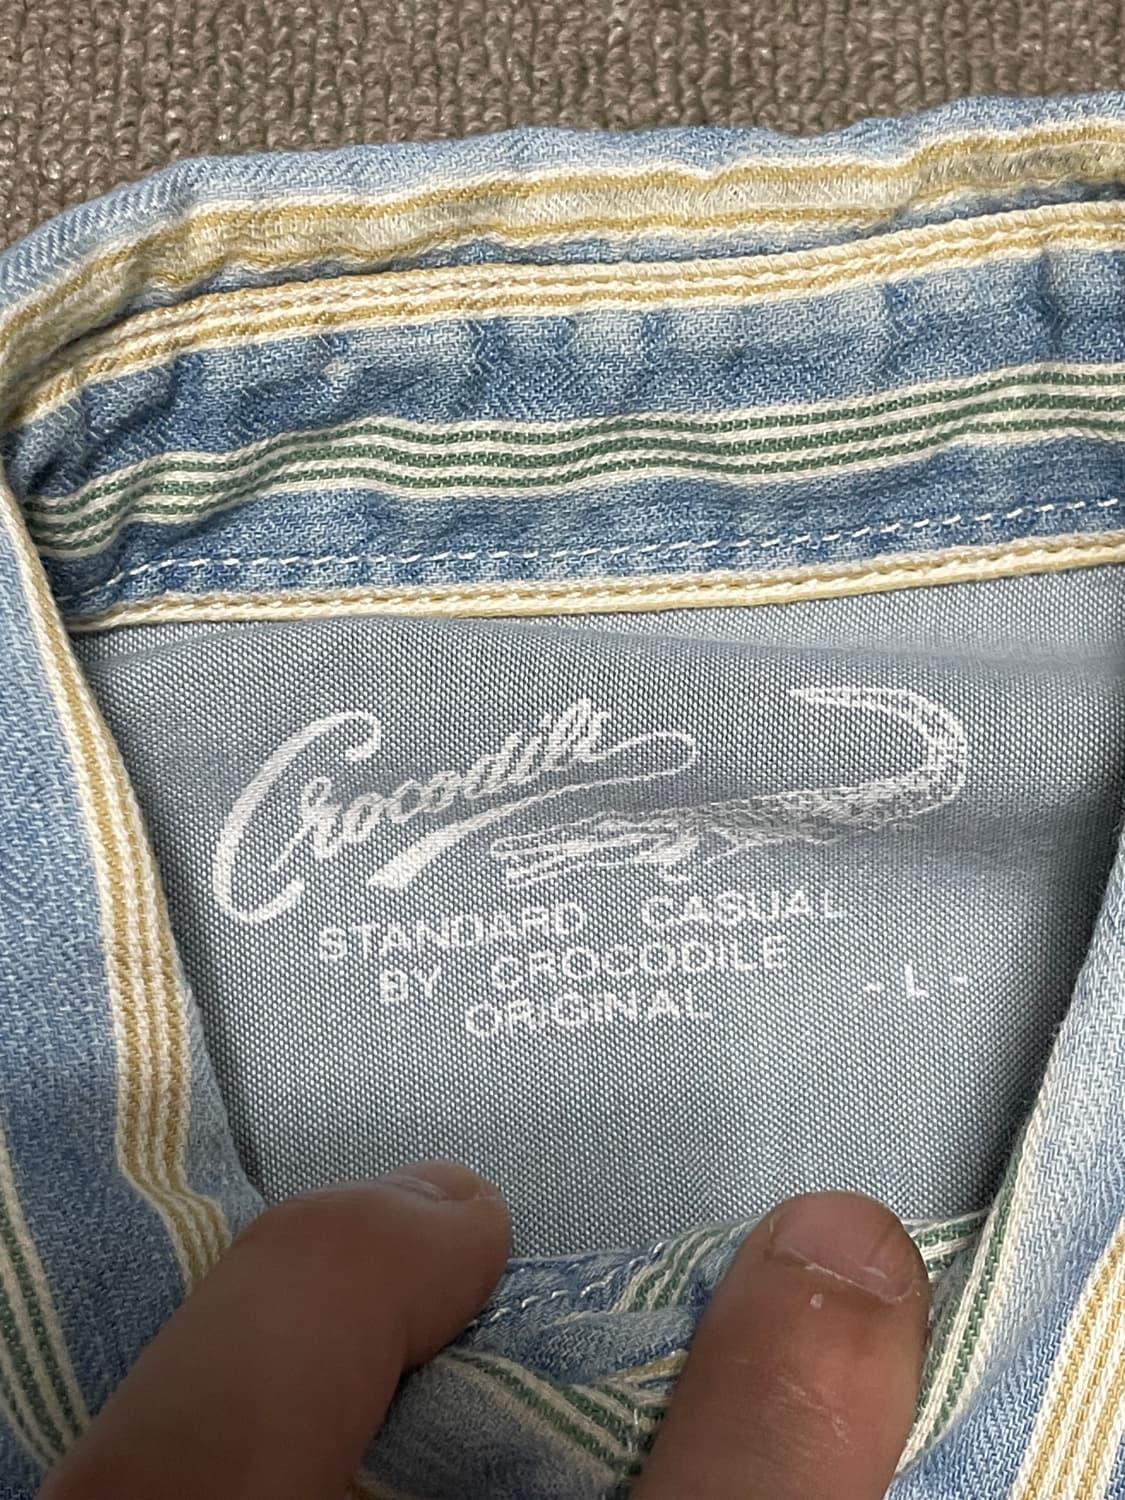 Crocodile
STANDARD CASUAL
BY CROCODILE
ORIGINAL
- L -